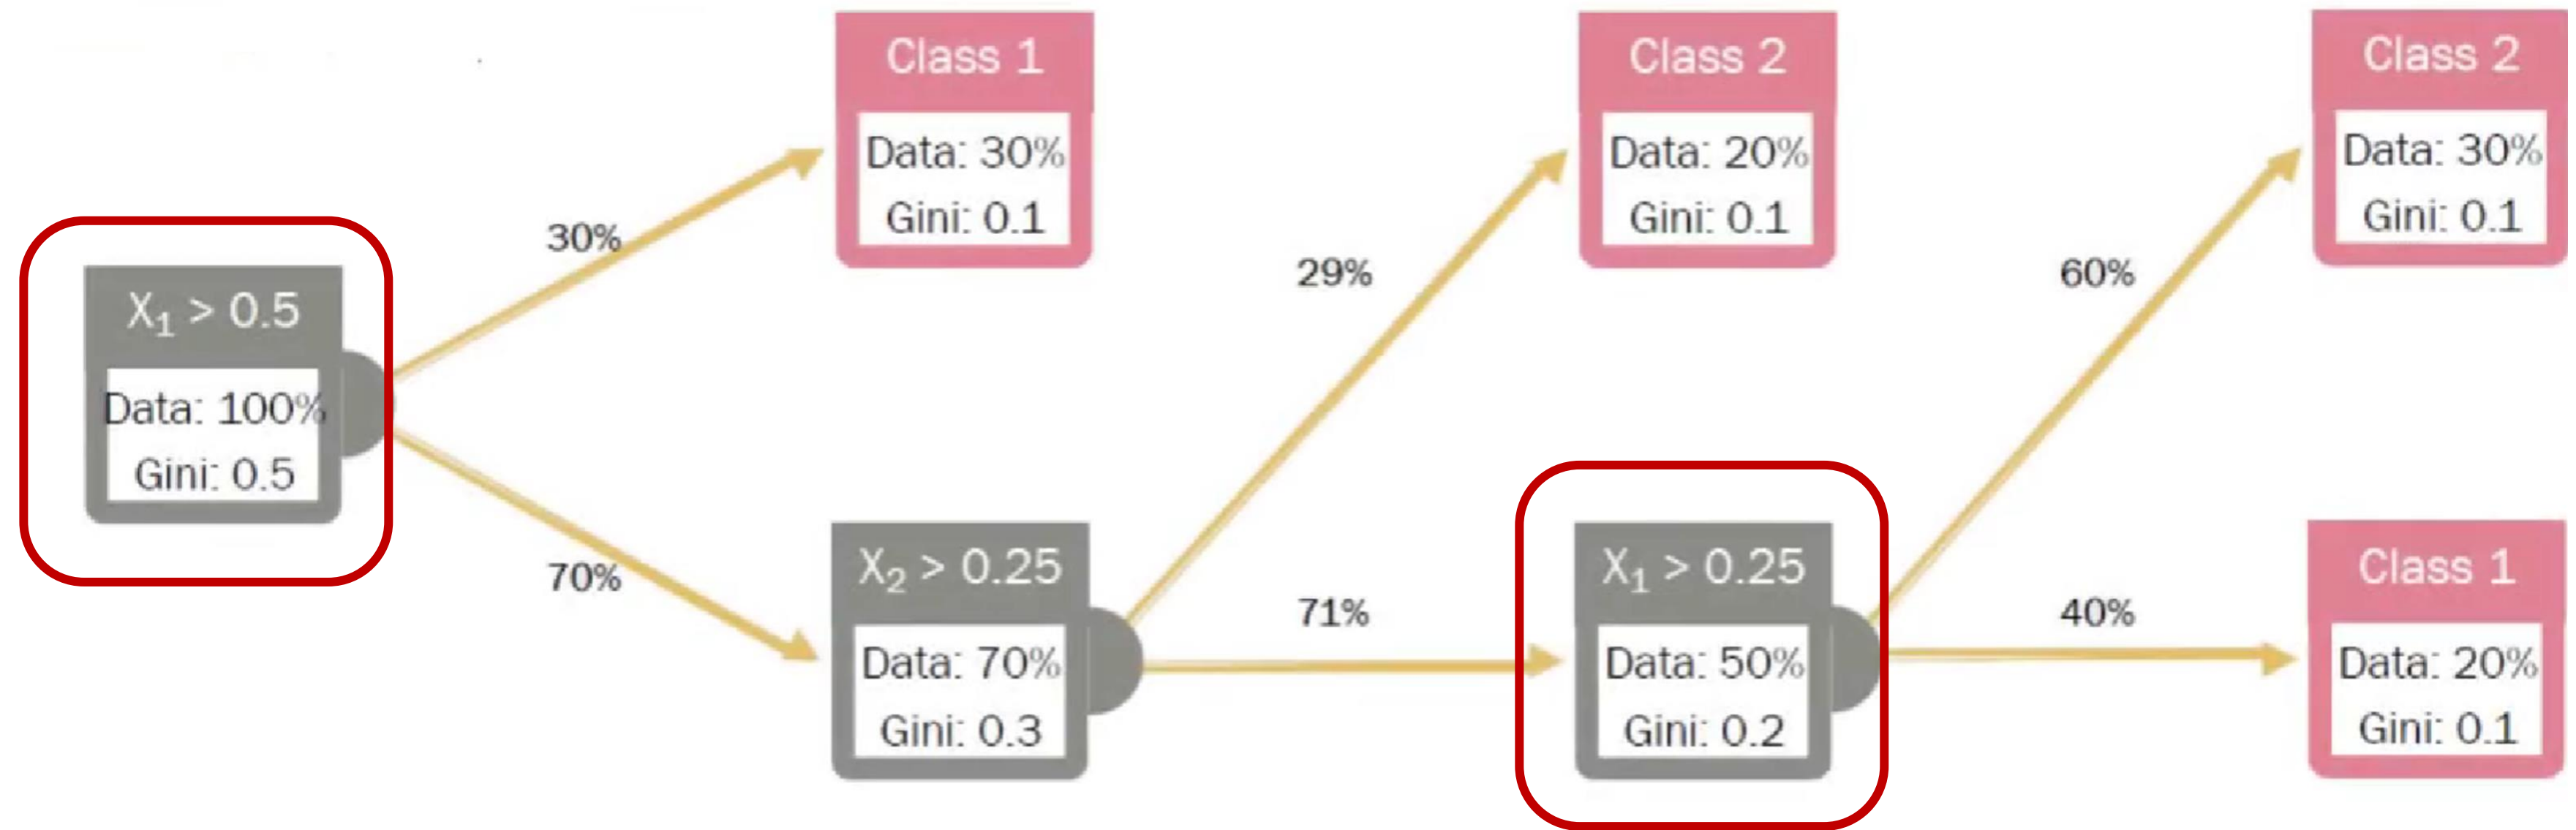 Class 1
Data: 30%
Gini: 0.1
Class 2
Data: 20%
Gini: 0.1
Class 2
Data: 30%
Gini: 0.1
30%
29%
60%
X₁ > 0.5
Data: 100%
Gini: 0.5
70%
X₂ > 0.25
Data: 70%
Gini: 0.3
71%
X₁ > 0.25
Data: 50%
Gini: 0.2
40%
Class 1
Data: 20%
Gini: 0.1